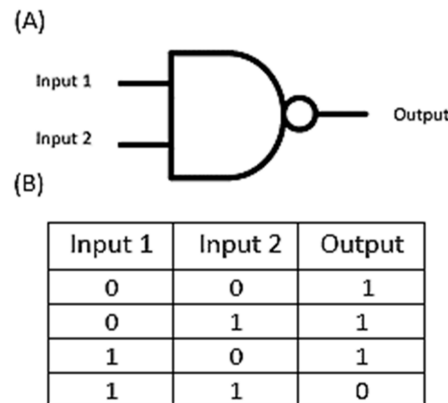 (A)
Input 1
Output
Input 2
(B)
Input 1 Input 2 Output
0 0 1
0 1 1
1 0 1
1 1 0